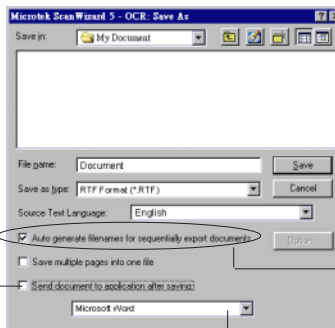 Microtek ScanWizard 5 - OCR: Save As
Save in: My Document
File name: Document Save
Save as type: RTF Format (*.RTF) Cancel
Source Text Language: English
Auto generate filenames for sequentially export documents Option...
Save multiple pages into one file
Send document to application after saving:
Microsoft Word